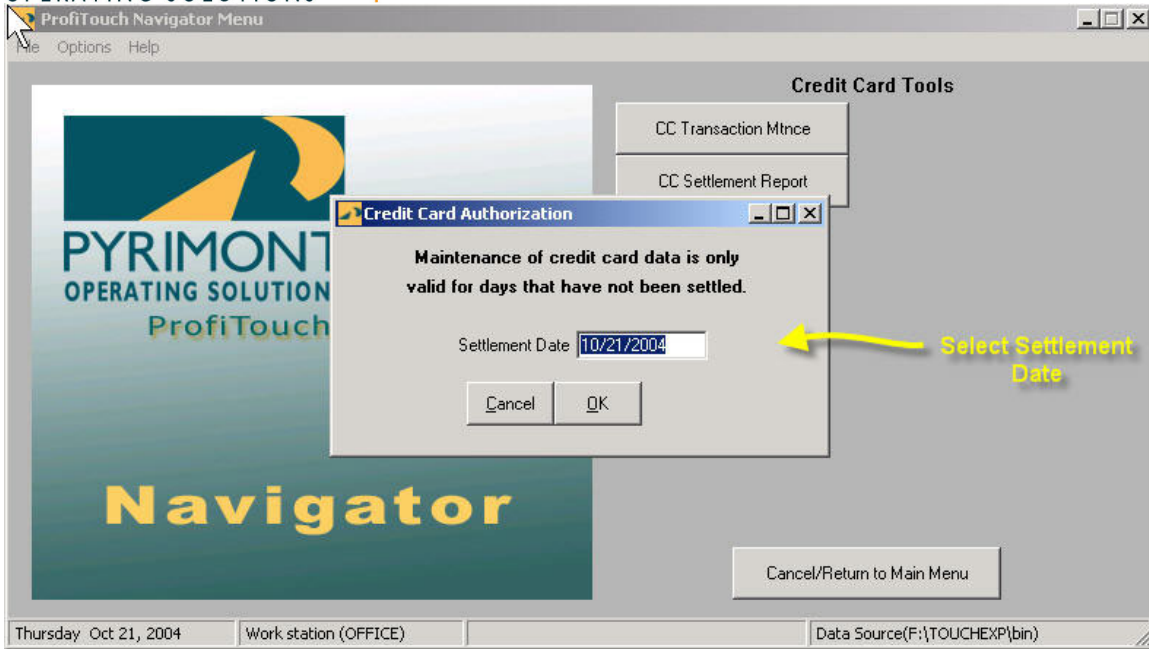 OPERATING SOLUTIONS
ProfiTouch Navigator Menu
File Options Help
Credit Card Tools
CC Transaction Mtnce
CC Settlement Report
PYRIMONT
OPERATING SOLUTION
ProfiTouch
Navigator
Credit Card Authorization
Maintenance of credit card data is only
valid for days that have not been settled.
Settlement Date 10/21/2004
Cancel OK
Select Settlement
Date
Cancel/Return to Main Menu
Thursday Oct 21, 2004 Work station (OFFICE) Data Source(F:\TOUCHEXP\bin)